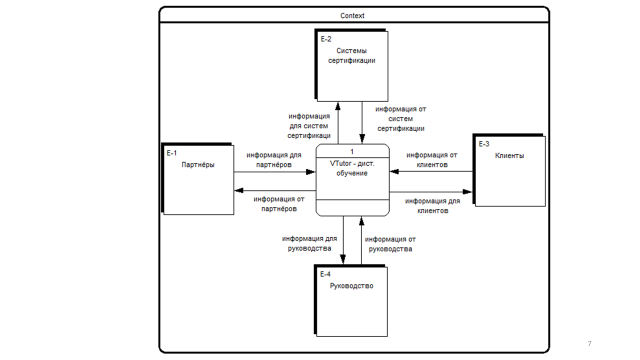 Context
E-2
Системы
сертификации
информация
для систем
сертификаци
информация от
систем
сертификации
E-1
Партнёры
информация для
партнёров
информация от
партнёров
1
VTutor - дист.
обучение
информация от
клиентов
информация для
клиентов
E-3
Клиенты
информация для
руководства
информация от
руководства
E-4
Руководство
7